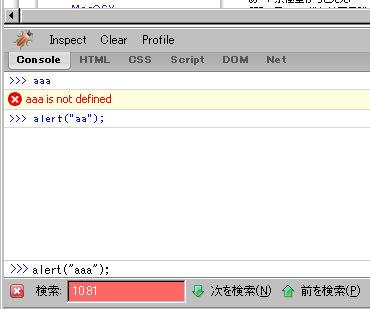 MacOSX
Inspect Clear Profile
Console HTML CSS Script DOM Net
>>> aaa
aaa is not defined
>>> alert("aa");
>>> alert("aaa");
検索: 10.81 次を検索(N) 前を検索(P)